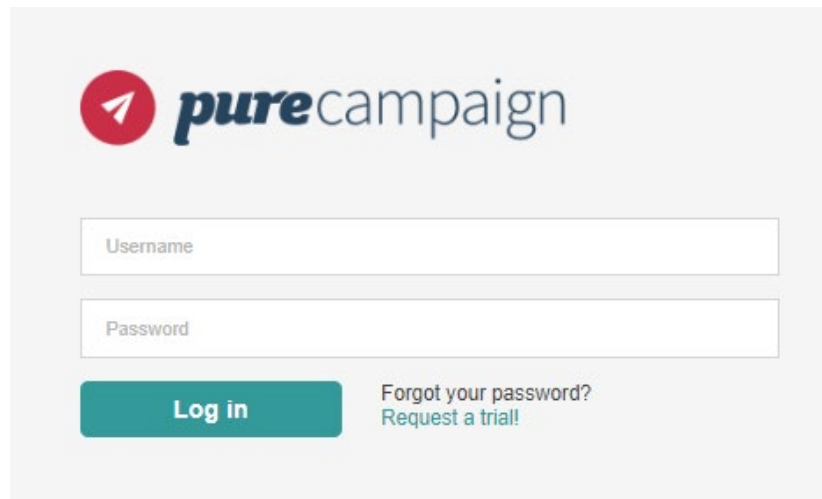 purecampaign
Username
Password
Log in
Forgot your password?
Request a trial!